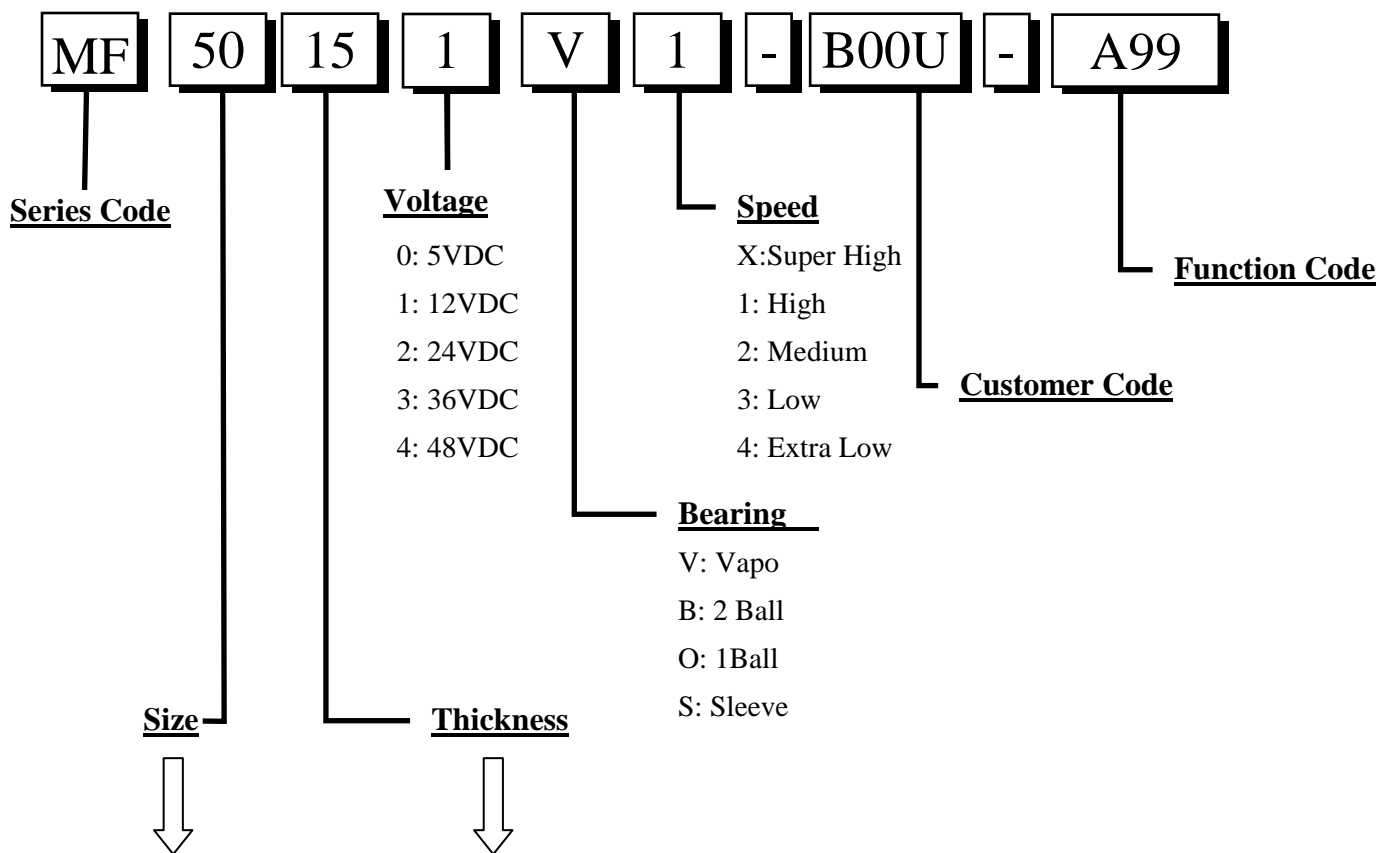 MF 50 15 1 V 1 - B00U - A99
Series Code
Voltage
0: 5VDC
1: 12VDC
2: 24VDC
3: 36VDC
4: 48VDC
Speed
X:Super High
1: High
2: Medium
3: Low
4: Extra Low
Function Code
Customer Code
Bearing
V: Vapo
B: 2 Ball
O: 1Ball
S: Sleeve
Size
Thickness